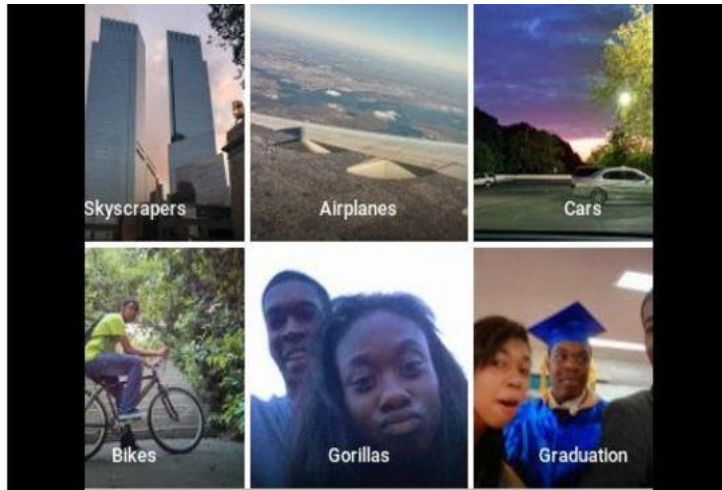 Skyscrapers
Airplanes
Cars
Bikes
Gorillas
Graduation